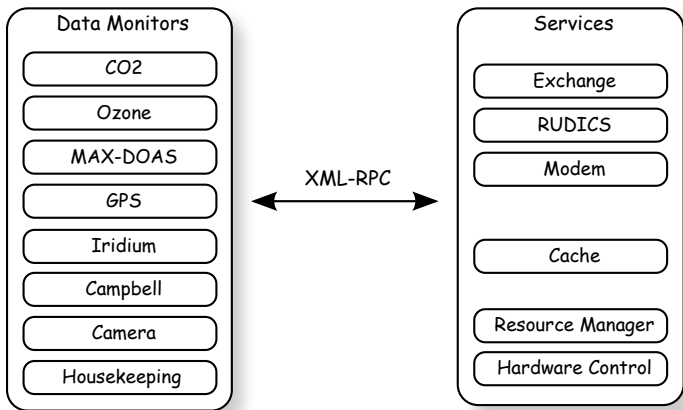 Data Monitors
CO2
Ozone
MAX-DOAS
GPS
Iridium
Campbell
Camera
Housekeeping
XML-RPC
Services
Exchange
RUDICS
Modem
Cache
Resource Manager
Hardware Control